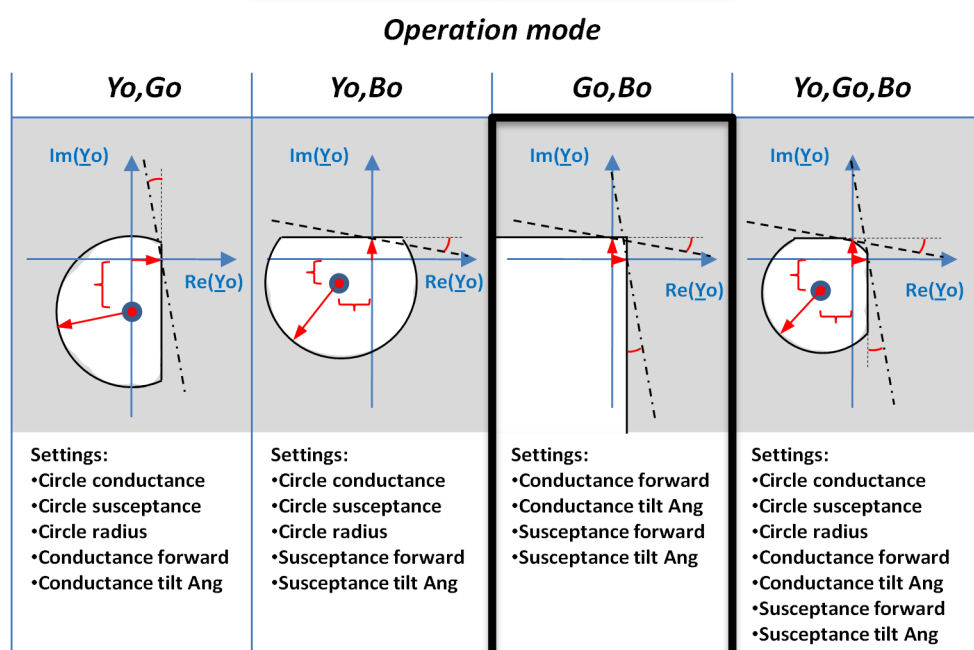 Operation mode
Yo,Go
Yo,Bo
Go,Bo
Yo,Go,Bo
Im(Yo)
Re(Yo)
Im(Yo)
Re(Yo)
Im(Yo)
Re(Yo)
Im(Yo)
Re(Yo)
Settings:
•Circle conductance
•Circle susceptance
•Circle radius
•Conductance forward
•Conductance tilt Ang
Settings:
•Circle conductance
•Circle susceptance
•Circle radius
•Susceptance forward
•Susceptance tilt Ang
Settings:
•Conductance forward
•Conductance tilt Ang
•Susceptance forward
•Susceptance tilt Ang
Settings:
•Circle conductance
•Circle susceptance
•Circle radius
•Conductance forward
•Conductance tilt Ang
•Susceptance forward
•Susceptance tilt Ang